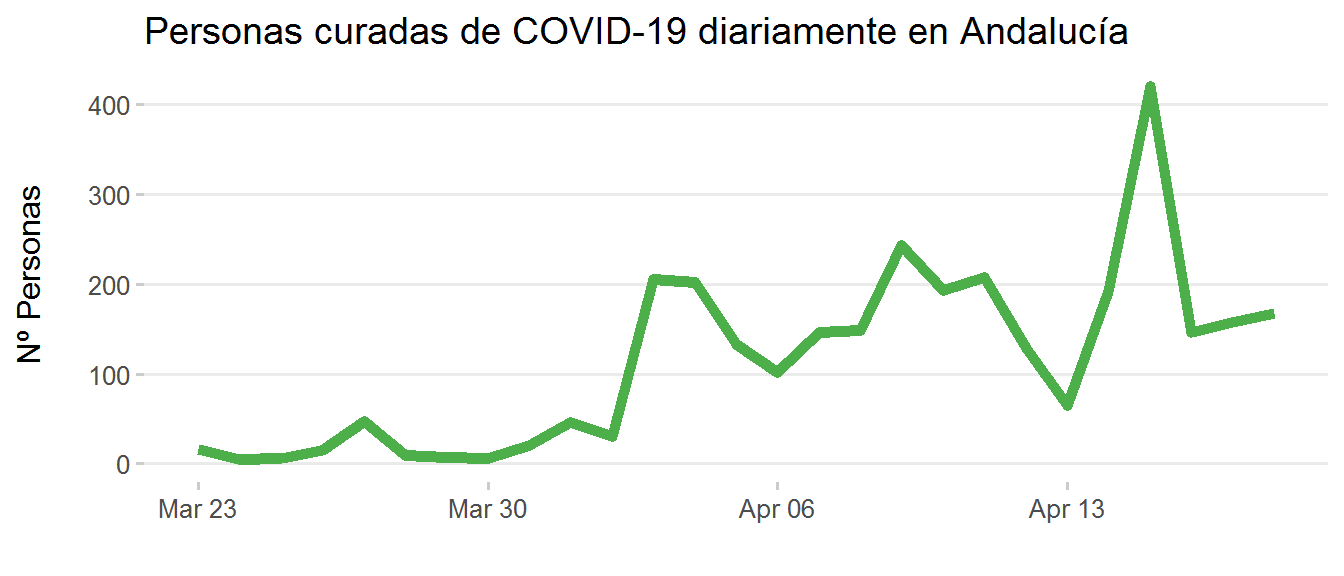 Personas curadas de COVID-19 diariamente en Andalucía
Nº Personas
400
300
200
100
0
Mar 23 Mar 30 Apr 06 Apr 13